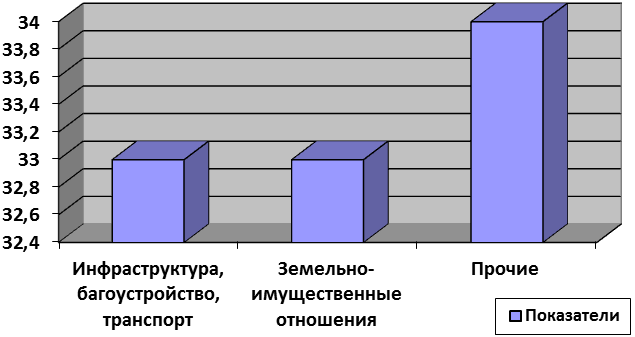 34
33,8
33,6
33,4
33,2
33
32,8
32,6
32,4
Инфраструктура,
багоустройство,
транспорт
Земельно-
имущественные
отношения
Прочие
Показатели